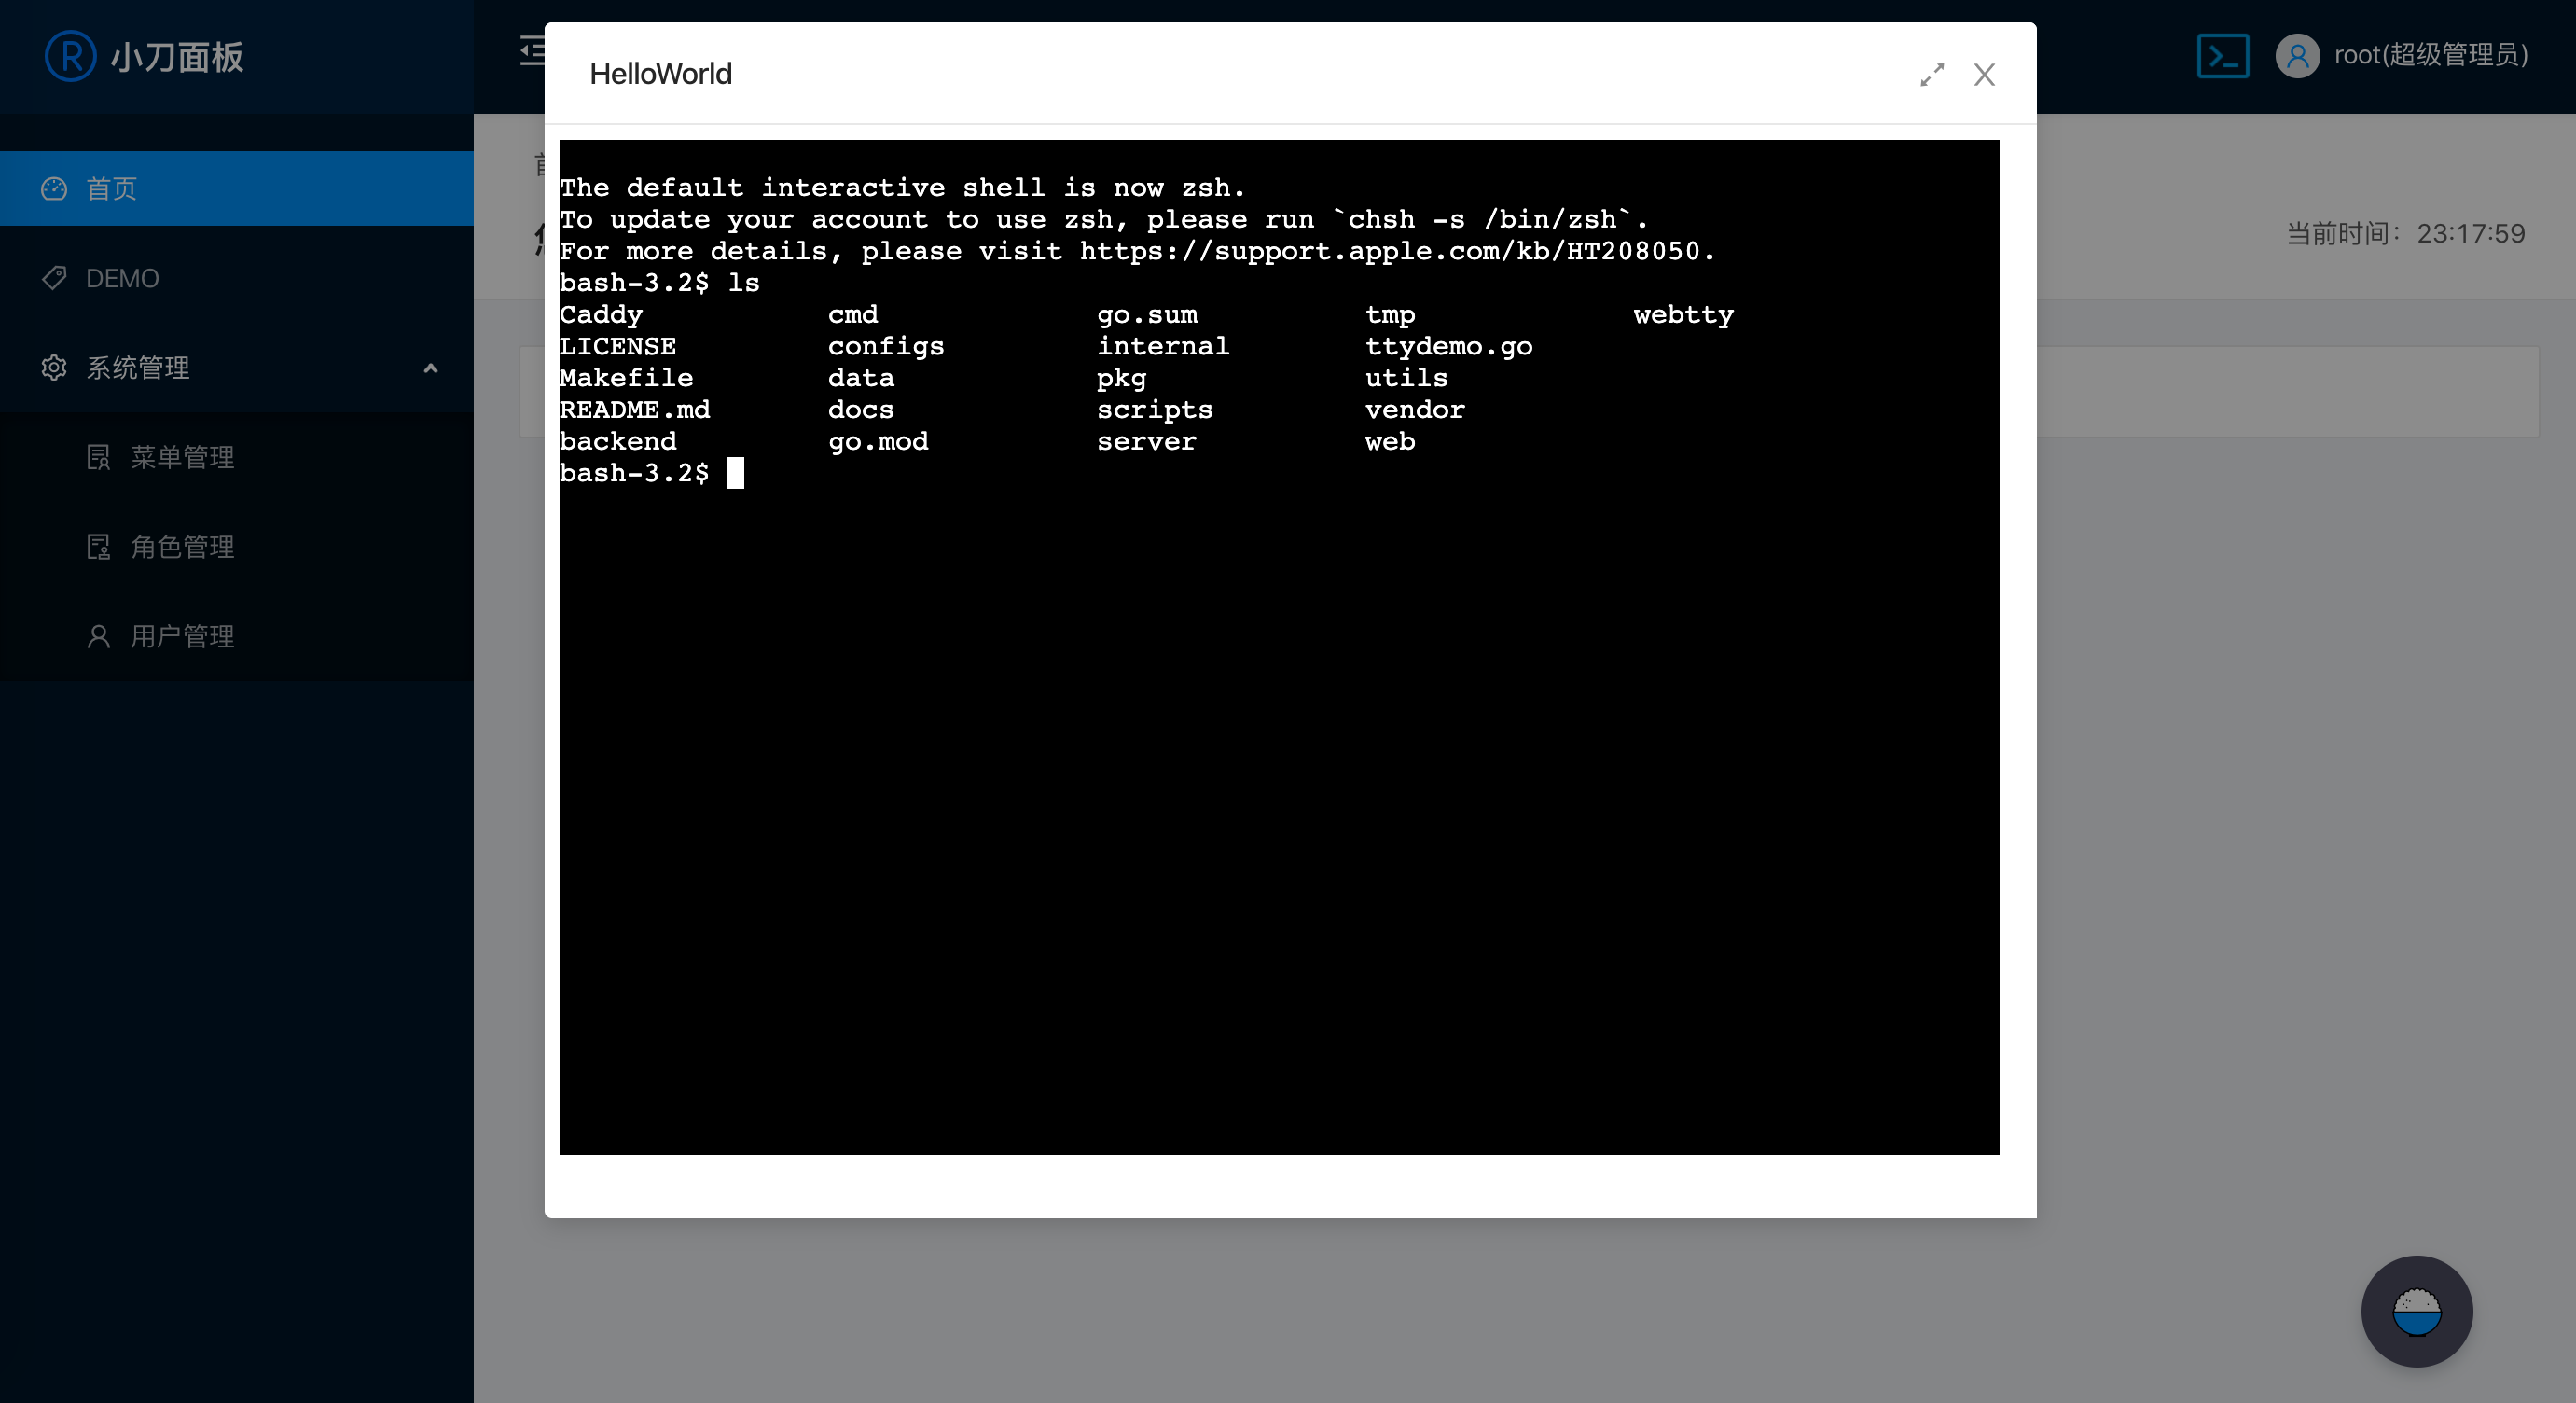 小刀面板
root(超级管理员)
首页
DEMO
系统管理
菜单管理
角色管理
用户管理
当前时间：23:17:59
HelloWorld
The default interactive shell is now zsh.
To update your account to use zsh, please run `chsh -s /bin/zsh`.
For more details, please visit https://support.apple.com/kb/HT208050.
bash-3.2$ ls
Caddy cmd go.sum tmp webtty
LICENSE configs internal ttydemo.go
Makefile data pkg utils
README.md docs scripts vendor
backend go.mod server web
bash-3.2$